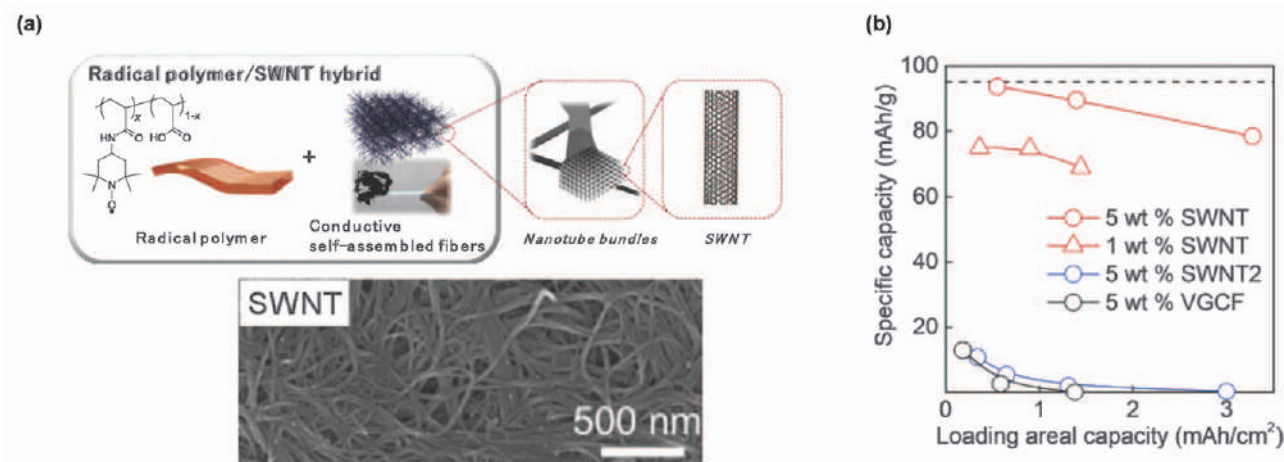 (a)
Radical polymer/SWNT hybrid
x
1-x
HN
O
HO
O
N
O
+
Radical polymer
Conductive
self-assembled fibers
Nanotube bundles
SWNT
SWNT
500 nm
(b)
Specific capacity (mAh/g)
100
80
60
40
20
5 wt % SWNT
1 wt % SWNT
5 wt % SWNT2
5 wt % VGCF
0
1
2
3
Loading areal capacity (mAh/cm²)